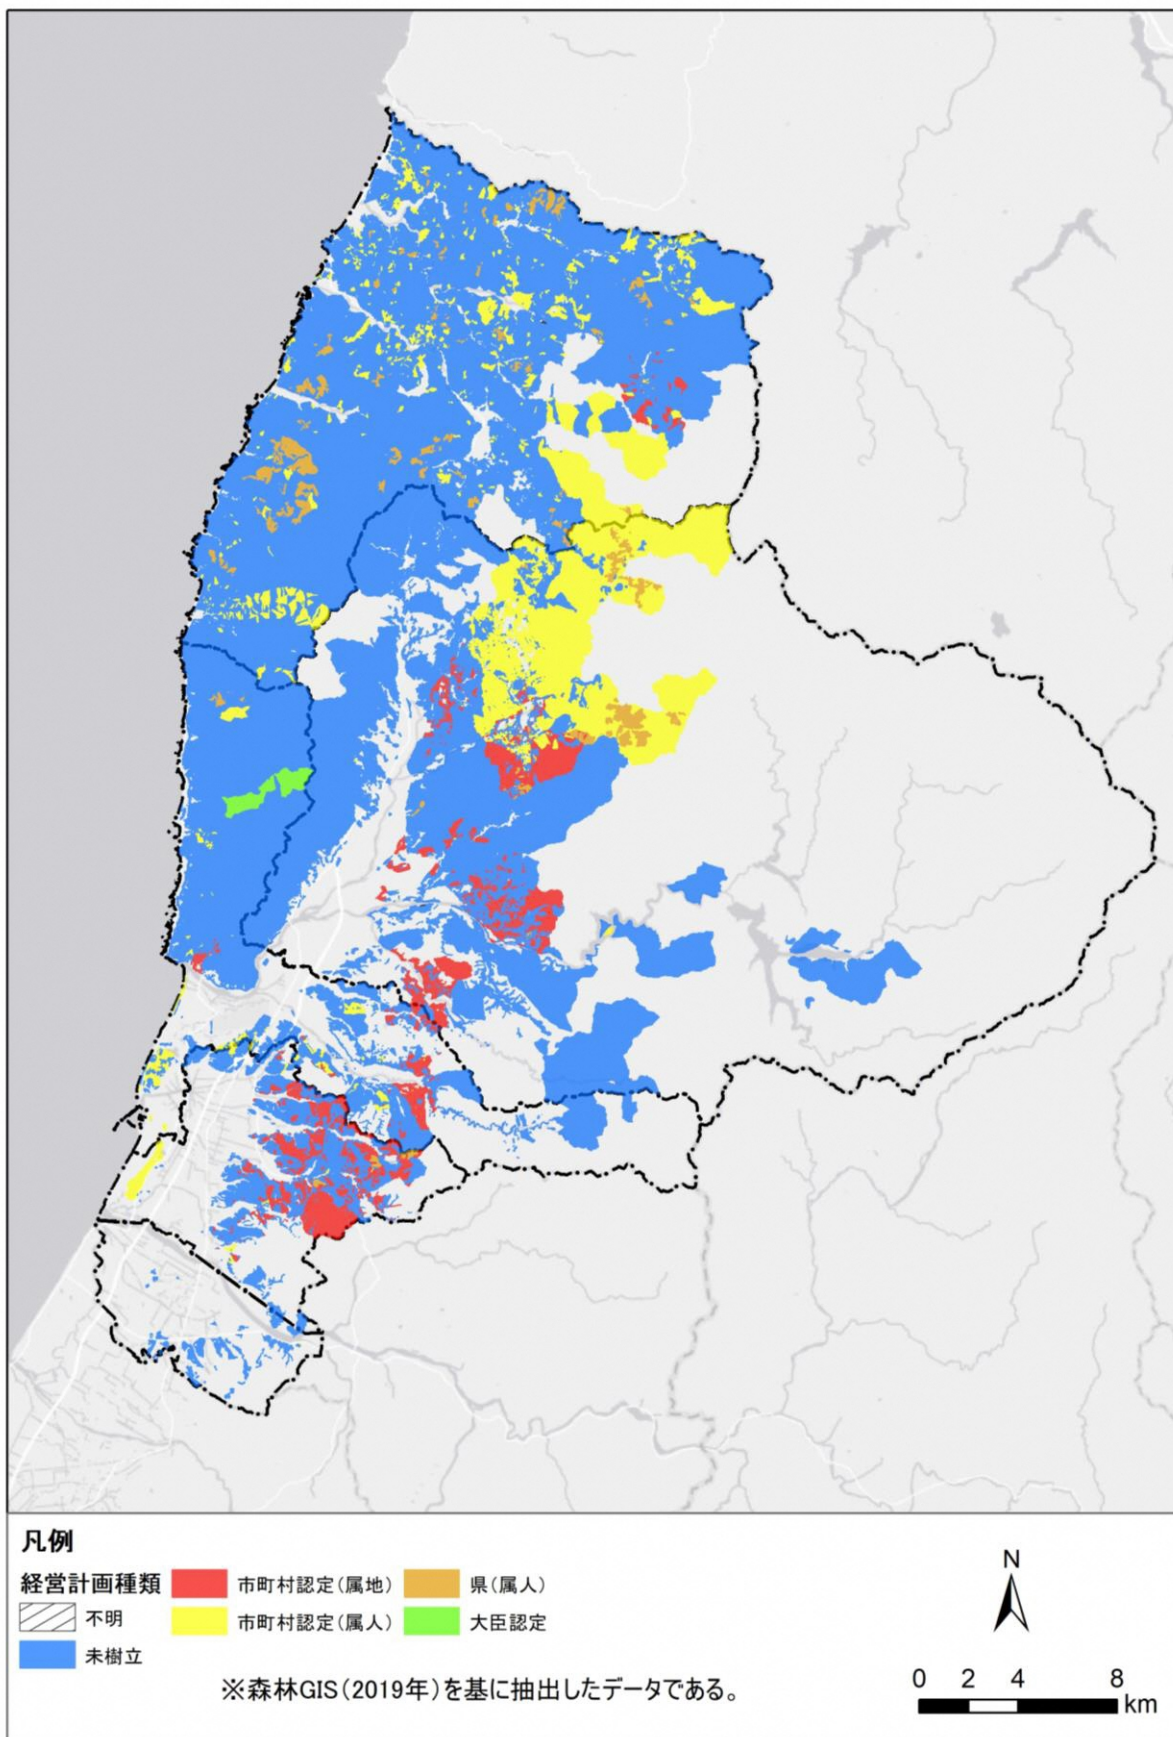 凡例
経営計画種類
不明
未樹立
市町村認定(属地)
市町村認定(属人)
県(属人)
大臣認定
※森林GIS(2019年)を基に抽出したデータである。
N
0 2 4 8
km